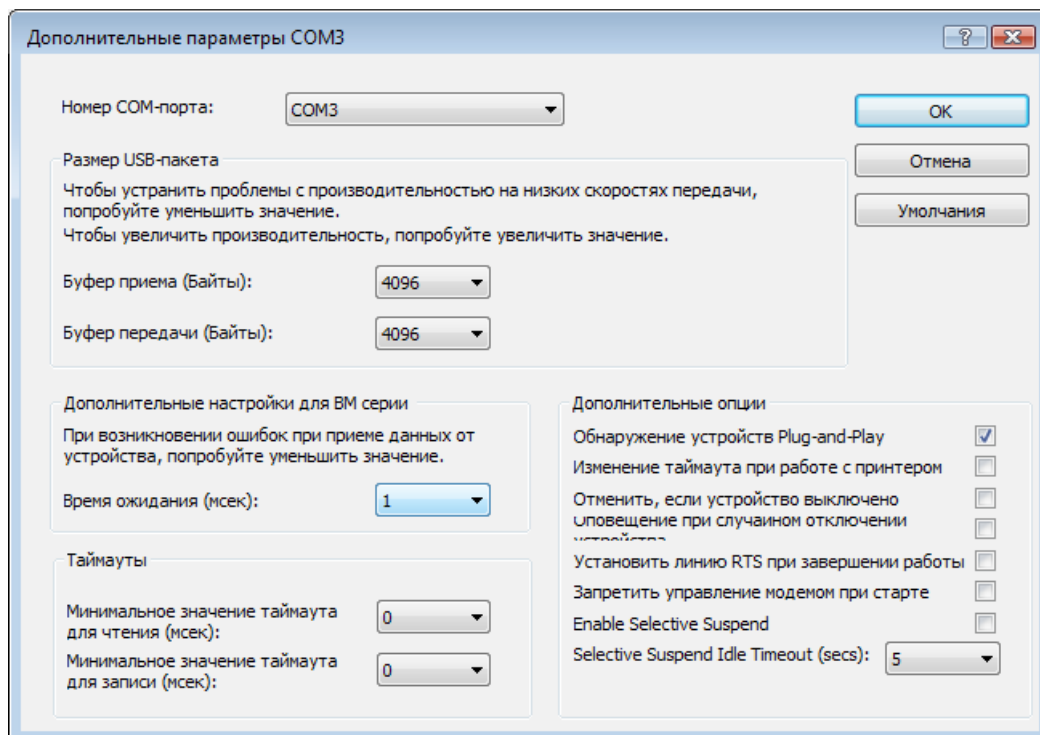 Дополнительные параметры COM3
Номер COM-порта:
COM3
OK
Размер USB-пакета
Отмена
Чтобы устранить проблемы с производительностью на низких скоростях передачи,
попробуйте уменьшить значение.
Умолчания
Чтобы увеличить производительность, попробуйте увеличить значение.
Буфер приема (Байты):
4096
Буфер передачи (Байты):
4096
Дополнительные настройки для BM серии
При возникновении ошибок при приеме данных от
устройства, попробуйте уменьшить значение.
Время ожидания (мсек):
1
Таймауты
Минимальное значение таймаута
для чтения (мсек):
0
Минимальное значение таймаута
для записи (мсек):
0
Дополнительные опции
Обнаружение устройств Plug-and-Play
Изменение таймаута при работе с принтером
Отменить, если устройство выключено
Оповещение при случайном отключении
устройства
Установить линию RTS при завершении работы
Запретить управление модемом при старте
Enable Selective Suspend
Selective Suspend Idle Timeout (secs):
5